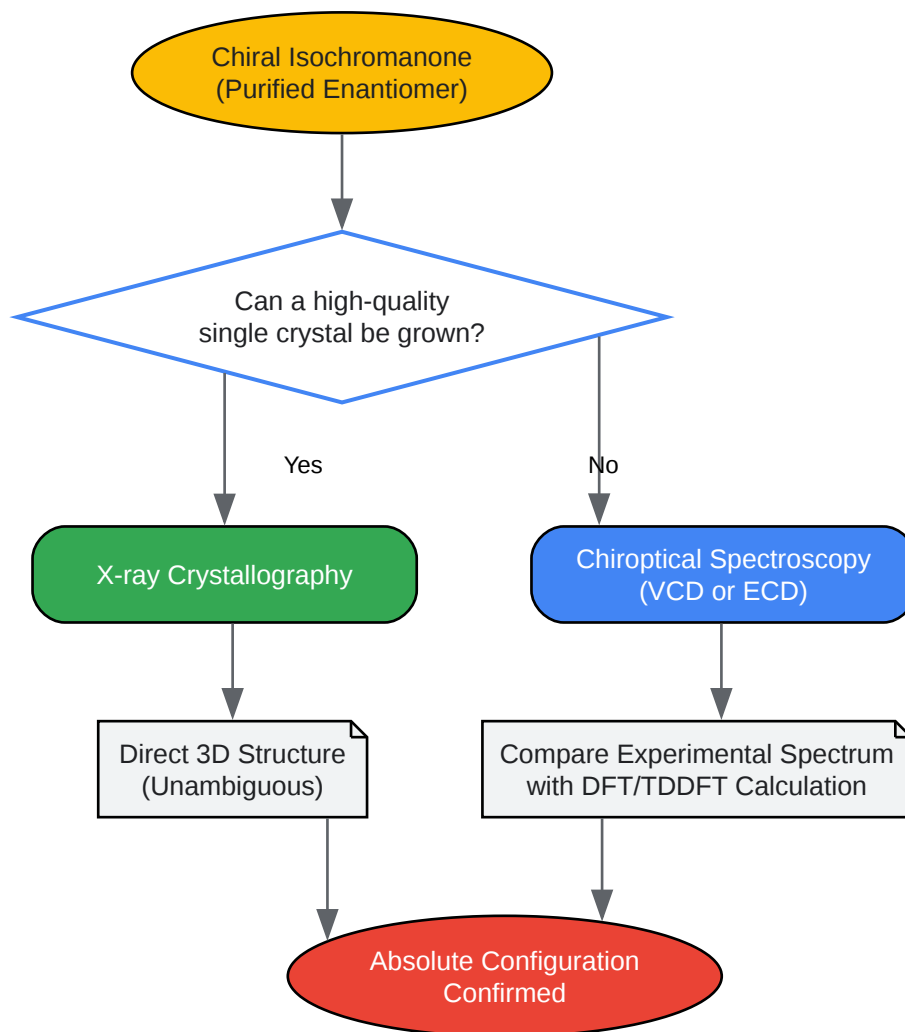 Chiral Isochromanone
(Purified Enantiomer)
Can a high-quality
single crystal be grown?
Yes
No
X-ray Crystallography
Chiroptical Spectroscopy
(VCD or ECD)
Direct 3D Structure
(Unambiguous)
Compare Experimental Spectrum
with DFT/TDDFT Calculation
Absolute Configuration
Confirmed